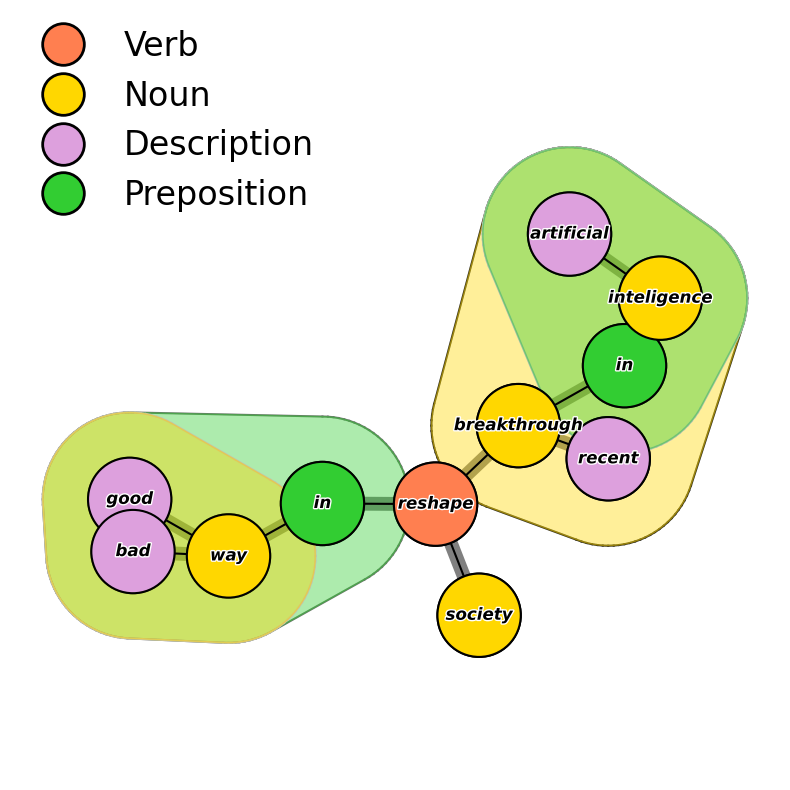 Verb
Noun
Description
Preposition
artificial
inteligence
in
breakthrough
recent
good
in
reshape
bad
way
society